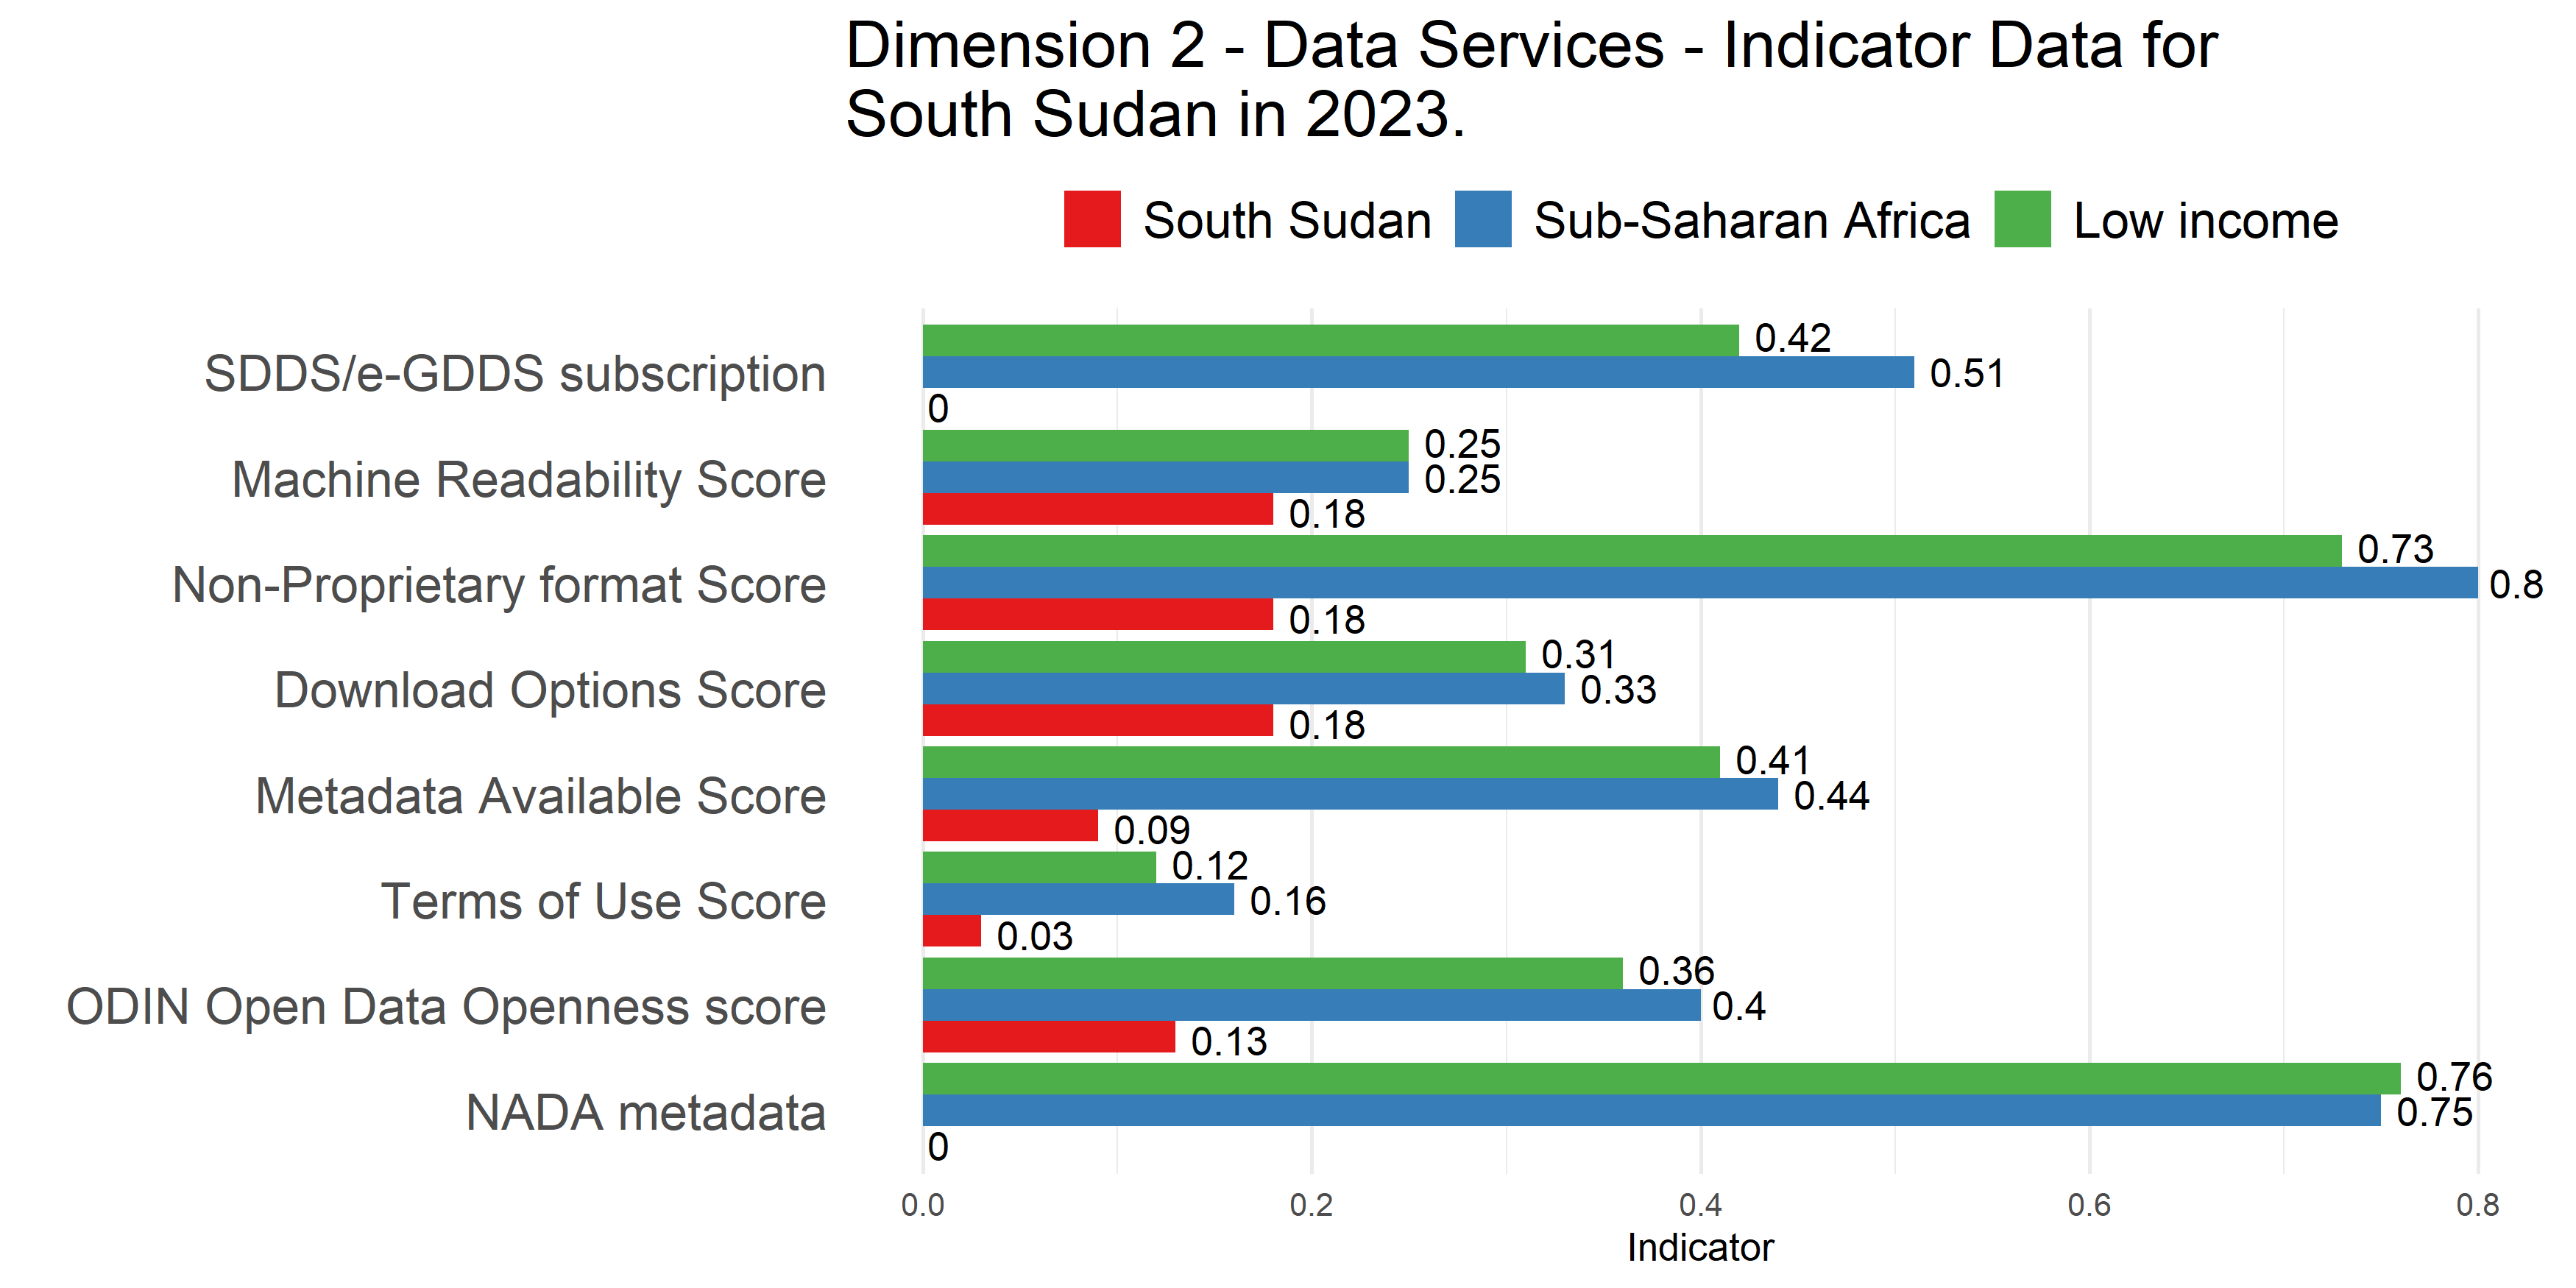 Dimension 2 - Data Services - Indicator Data for
South Sudan in 2023.
South Sudan Sub-Saharan Africa Low income
0.42
SDDS/e-GDDS subscription 0.51
0
0.25
Machine Readability Score 0.25
0.18
0.73
Non-Proprietary format Score 0.8
0.18
0.31
Download Options Score 0.33
0.18
0.41
Metadata Available Score 0.44
0.09
0.12
Terms of Use Score 0.16
0.03
0.36
ODIN Open Data Openness score 0.4
0.13
0.76
NADA metadata 0.75
0
0.0 0.2 0.4 0.6 0.8
Indicator